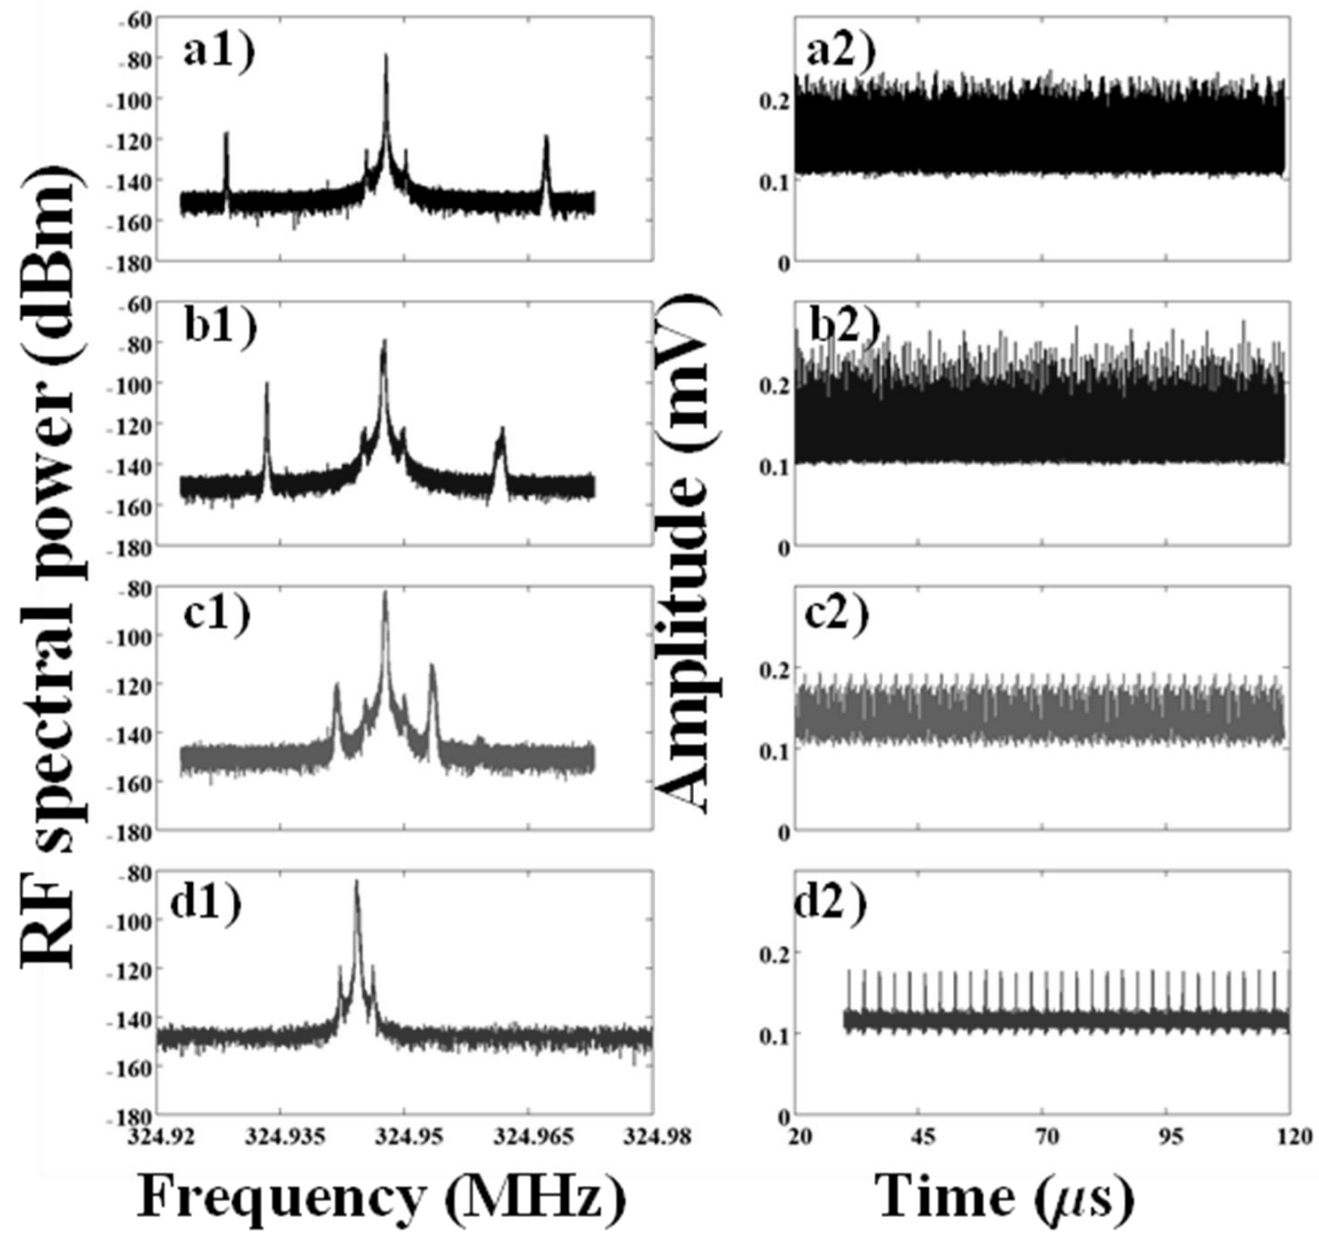 RF spectral power (dBm)
a1)
-60
-80
-100
-120
-140
-160
-180
b1)
-60
-80
-100
-120
-140
-160
-180
c1)
-80
-100
-120
-140
-160
-180
d1)
-80
-100
-120
-140
-160
-180
324.92 324.935 324.95 324.965 324.98
Frequency (MHz)
Amplitude (mV)
a2)
0.2
0.1
0
b2)
0.2
0.1
0
c2)
0.2
0.1
0
d2)
0.2
0.1
0
20 45 70 95 120
Time (μs)